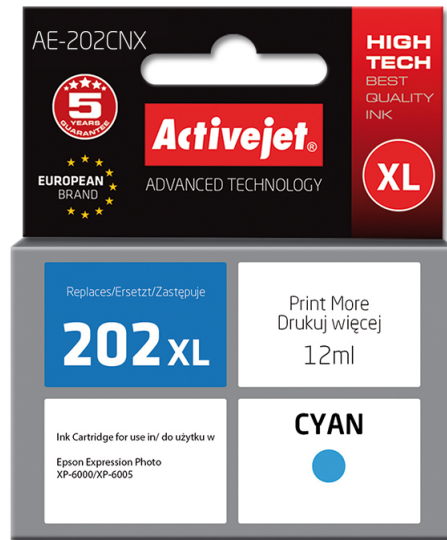 AE-202CNX
HIGH
TECH
BEST
QUALITY
INK
5
YEARS
GUARANTEE
Activejet®
ADVANCED TECHNOLOGY
EUROPEAN
BRAND
XL
Replaces/Ersetzt/Zastępuje
202 XL
Print More
Drukuj więcej
12ml
Ink Cartridge for use in/ do użytku w
Epson Expression Photo
XP-6000/XP-6005
CYAN